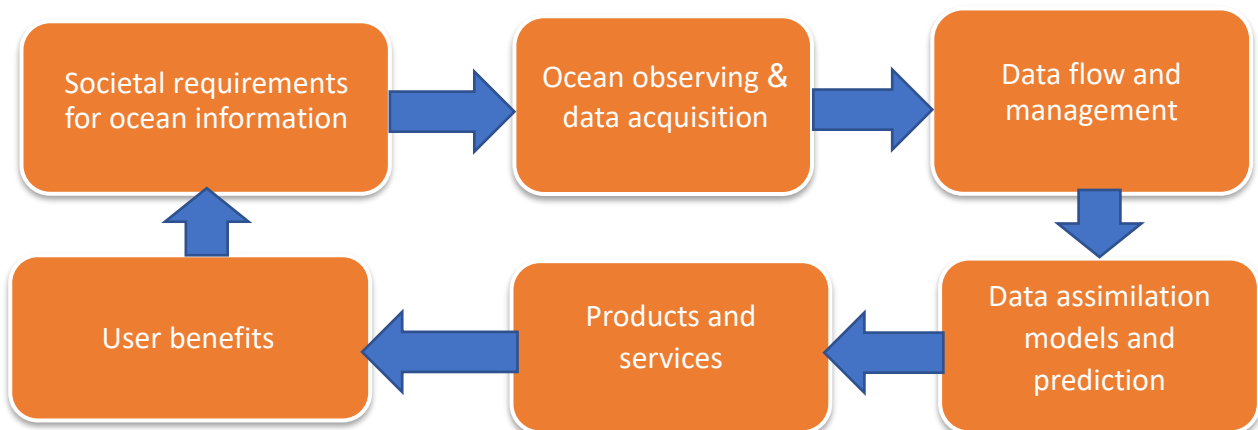 Societal requirements
for ocean information
Ocean observing &
data acquisition
Data flow and
management
User benefits
Products and
services
Data assimilation
models and
prediction